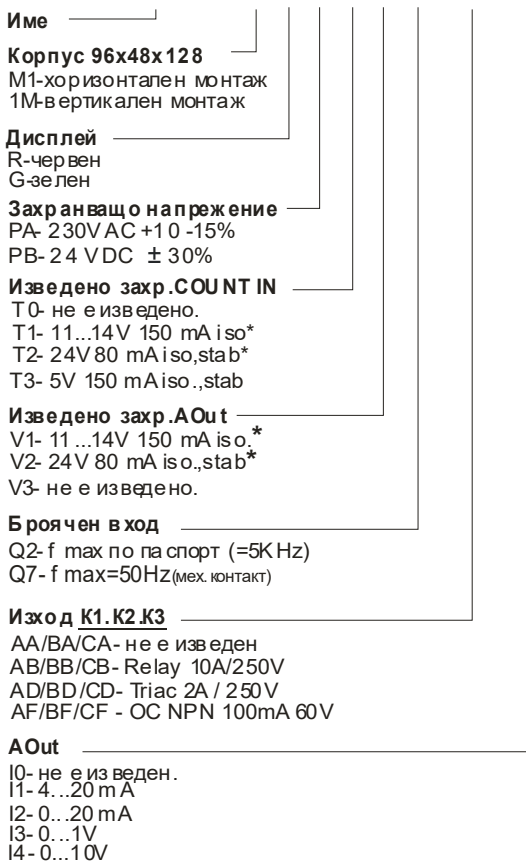 Име
Корпус 96x48x128
M1-хоризонтален монтаж
1M-вертикален монтаж
Дисплей
R-червен
G-зелен
Захранващо напрежение
PA- 230V AC +10 -15%
PB- 24 VDC ± 30%
Изведено захр.COUNT IN
T0- не е изведено.
T1- 11...14V 150 mA iso*
T2- 24V 80 mA iso,stab*
T3- 5V 150 mA iso.,stab
Изведено захр.AOut
V1- 11 ...14V 150 mA iso.*
V2- 24V 80 mA iso.,stab*
V3- не е изведено.
Броячен вход
Q2- f max по паспорт (=5KHz)
Q7- f max=50Hz(мех. контакт)
Изход K1.K2.K3
AA/BA/CA- не е изведен
AB/BB/CB- Relay 10A/250V
AD/BD/CD- Triac 2A / 250V
AF/BF/CF - OC NPN 100mA 60V
AOut
I0- не е изведен.
I1- 4...20 mA
I2- 0...20 mA
I3- 0...1V
I4- 0...10V